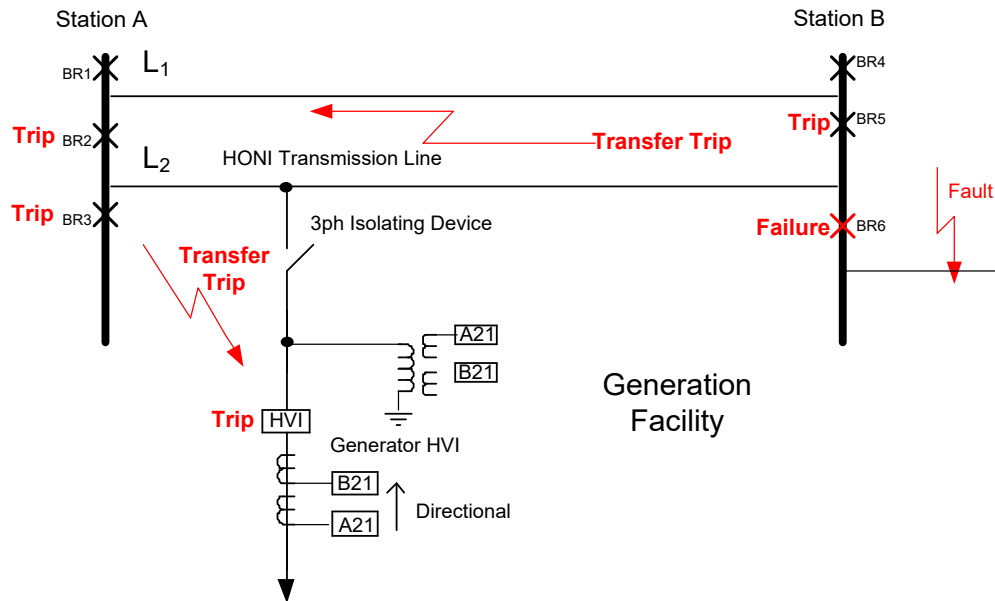 Station A
Station B
BR1
L1
BR4
Trip BR2
Transfer Trip
Trip BR5
L2
HONI Transmission Line
Trip BR3
3ph Isolating Device
Failure BR6
Fault
Transfer
Trip
A21
B21
Generation
Facility
Trip HVI
Generator HVI
B21
Directional
A21